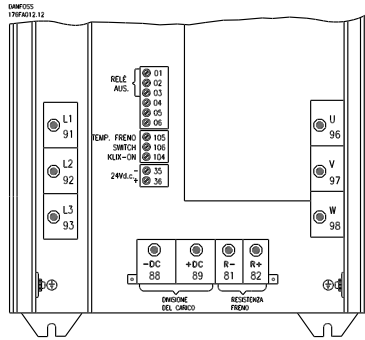 DANFOSS
176FA012.12
RELÉ
AUS.
01
02
03
04
05
06
TEMP. FRENO
SWITCH
KLIX-ON
105
106
104
24Vd.c.
-
+
35
36
L1
91
L2
92
L3
93
U
96
V
97
W
98
-DC
88
+DC
89
R-
81
R+
82
DIVISIONE
DEL CARICO
RESISTENZA
FRENO